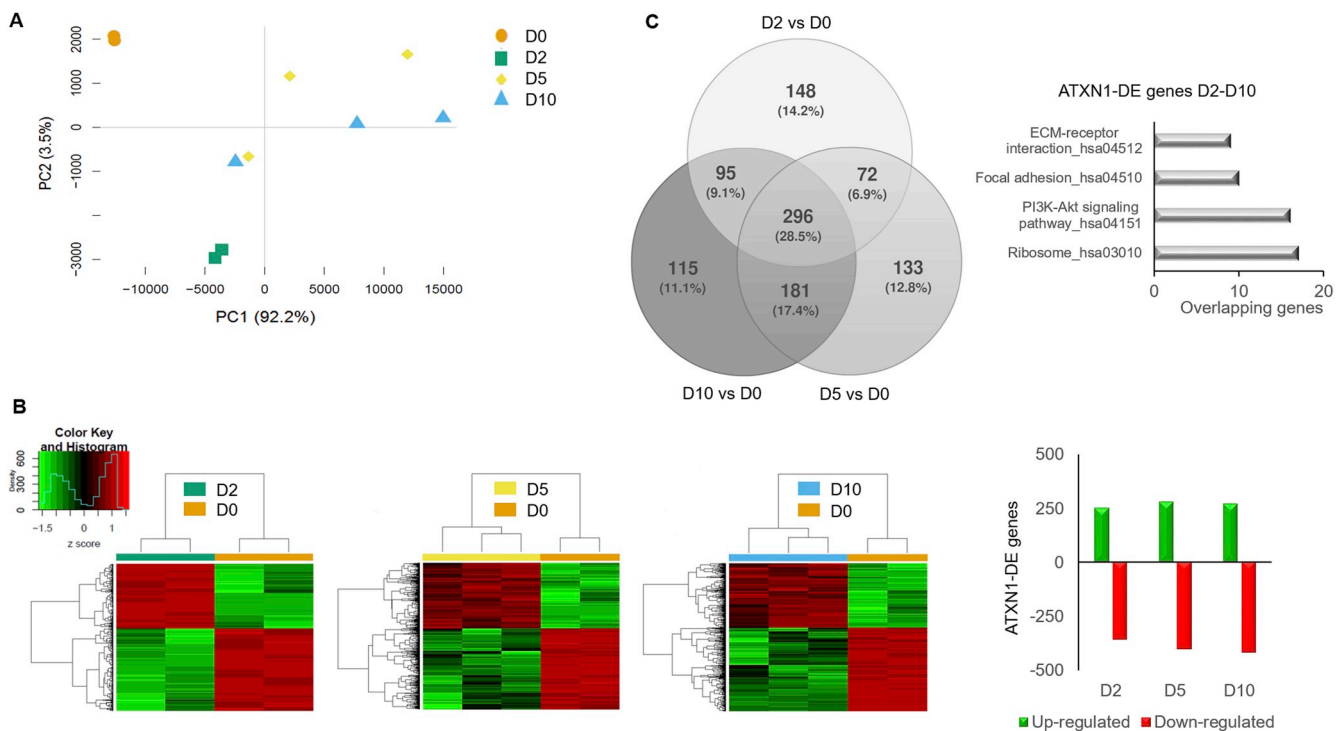 A
2000
1000
0
−1000
−3000
PC2 (3.5%)
−10000
−5000
0
5000
10000
15000
PC1 (92.2%)
D0
D2
D5
D10
C
D2 vs D0
148
(14.2%)
95
(9.1%)
72
(6.9%)
296
(28.5%)
115
(11.1%)
181
(17.4%)
133
(12.8%)
D10 vs D0
D5 vs D0
ATXN1-DE genes D2-D10
ECM-receptor
interaction_hsa04512
Focal adhesion_hsa04510
PI3K-Akt signaling
pathway_hsa04151
Ribosome_hsa03010
0
10
20
Overlapping genes
B
Color Key
and Histogram
Density
0
300
600
−1.5
0
1
z score
D2
D0
D5
D0
D10
D0
500
250
0
-250
-500
ATXN1-DE genes
D2
D5
D10
Up-regulated
Down-regulated